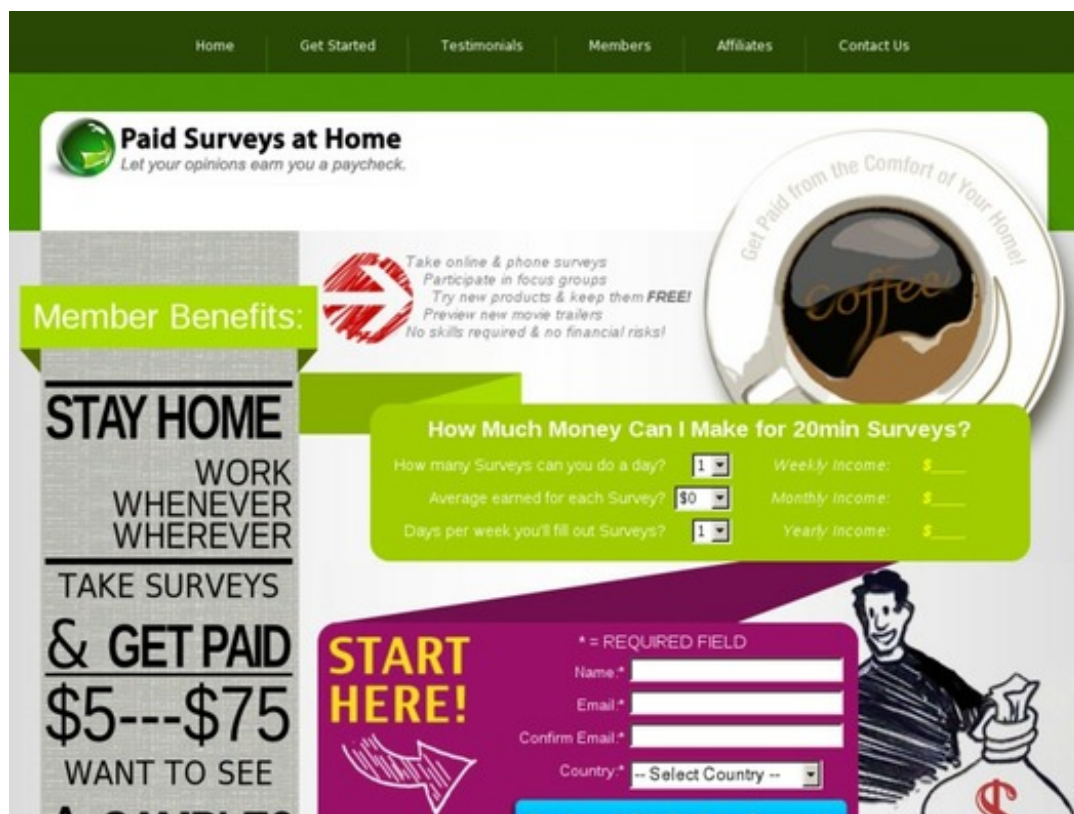 Home Get Started Testimonials Members Affiliates Contact Us
Paid Surveys at Home
Let your opinions earn you a paycheck.
Get Paid from the Comfort of Your Home!
coffee
Take online & phone surveys
Participate in focus groups
Try new products & keep them FREE!
Preview new movie trailers
No skills required & no financial risks!
Member Benefits:
STAY HOME
WORK
WHENEVER
WHEREVER
TAKE SURVEYS
& GET PAID
$5---$75
WANT TO SEE
How Much Money Can I Make for 20min Surveys?
How many Surveys can you do a day? 1 Weekly Income: $____
Average earned for each Survey? $0 Monthly Income: $____
Days per week you'll fill out Surveys? 1 Yearly Income: $____
START
HERE!
* = REQUIRED FIELD
Name:*
Email:*
Confirm Email:*
Country:* -- Select Country --
$